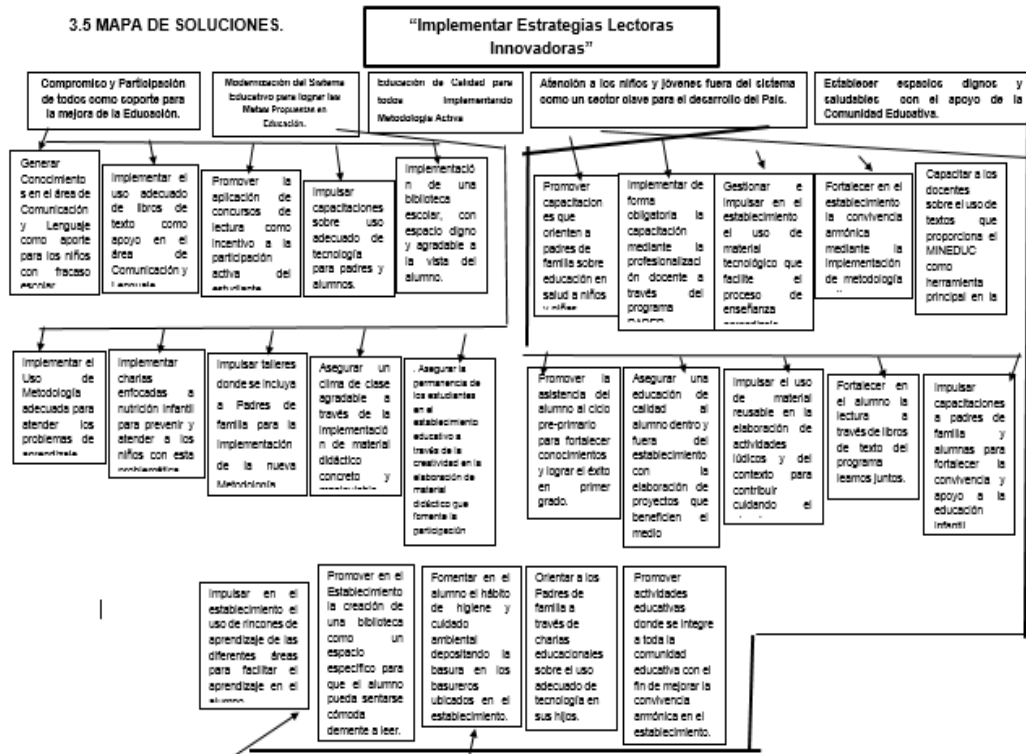 3.5 MAPA DE SOLUCIONES.
“Implementar Estrategias Lectoras
Innovadoras”
Compromiso y Participación
de todos como soporte para
la mejora de la Educación.
Modernización del Sistema
Educativo para lograr las
Metas Propuestas en
Educación.
Educación de Calidad para
todos Implementando
Metodología Activa
Atención a los niños y jóvenes fuera del sistema
como un sector clave para el desarrollo del País.
Establecer espacios dignos y
saludables con el apoyo de la
Comunidad Educativa.
Generar
Conocimiento
s en el área de
Comunicación
y Lenguaje
como aporte
para los niños
con fracaso
escolar
Implementar el
uso adecuado
de libros de
texto como
apoyo en el
área de
Comunicación y
Lenguaje
Promover la
aplicación de
concursos de
lectura como
incentivo a la
participación
activa del
estudiante
Impulsar
capacitaciones
sobre uso
adecuado de
tecnología
para padres y
alumnos.
Implementació
n de una
biblioteca
escolar, con
espacio digno
y agradable a
la vista del
alumno.
Promover
capacitacione
s que
orienten a
padres de
familia sobre
educación en
salud a niños
y niñas
Implementar de
forma
obligatoria la
capacitación
mediante la
profesionalizaci
ón docente a
través del
programa
Gestionar e
Impulsar en el
establecimiento
el uso de
material
tecnológico que
facilite el
proceso de
enseñanza
aprendizaje
Fortalecer en el
establecimiento
la convivencia
armónica
mediante la
implementación
de metodología
Capacitar a los
docentes
sobre el uso de
textos que
proporciona el
MINEDUC
como
herramienta
principal en la
Implementar el
Uso de
Metodología
adecuada para
atender los
problemas de
aprendizaje
Implementar
charlas
enfocadas a
nutrición infantil
para prevenir y
atender a los
niños con esta
problemática
Impulsar talleres
donde se incluya
a Padres de
familia para la
Implementación
de la nueva
Metodología
Asegurar un
clima de clase
agradable a
través de la
Implementació
n de material
didáctico
concreto y
. Asegurar la
permanencia de
los estudiantes
en el
establecimiento
educativo a
través de la
creatividad en la
elaboración de
material
didáctico que
fomente la
participación
Promover la
asistencia del
alumno al ciclo
pre-primario
para fortalecer
conocimientos
y lograr el éxito
en primer
grado.
Asegurar una
educación de
calidad al
alumno dentro y
fuera del
establecimiento
con la
elaboración de
proyectos que
beneficien el
medio
Impulsar el uso
de material
reusable en la
elaboración de
actividades
lúdicos y del
contexto para
contribuir
cuidando el
Fortalecer en
el alumno la
lectura a
través de libros
de texto del
programa
leamos juntos.
Impulsar
capacitaciones
a padres de
familia y
alumnas para
fortalecer la
convivencia y
apoyo a la
educación
infantil
Impulsar en el
establecimiento el
uso de rincones de
aprendizaje de las
diferentes áreas
para facilitar el
aprendizaje en el
alumno
Promover en el
Establecimiento
la creación de
una biblioteca
como un
espacio
específico para
que el alumno
pueda sentarse
cómoda
demente a leer.
Fomentar en el
alumno el hábito
de higiene y
cuidado
ambiental
depositando la
basura en los
basureros
ubicados en el
establecimiento.
Orientar a los
Padres de
familia a
través de
charlas
educacionales
sobre el uso
adecuado de
tecnología en
sus hijos.
Promover
actividades
educativas
donde se integre
a toda la
comunidad
educativa con el
fin de mejorar la
convivencia
armónica en el
establecimiento.